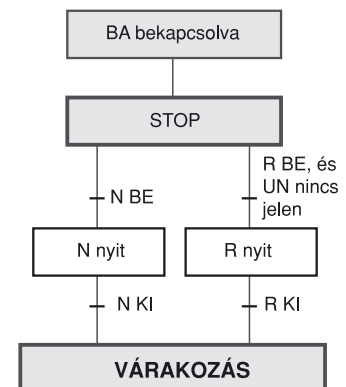 BA bekapcsolva
STOP
N BE
R BE, és
UN nincs
jelen
N nyit
R nyit
N KI
R KI
VÁRAKOZÁS